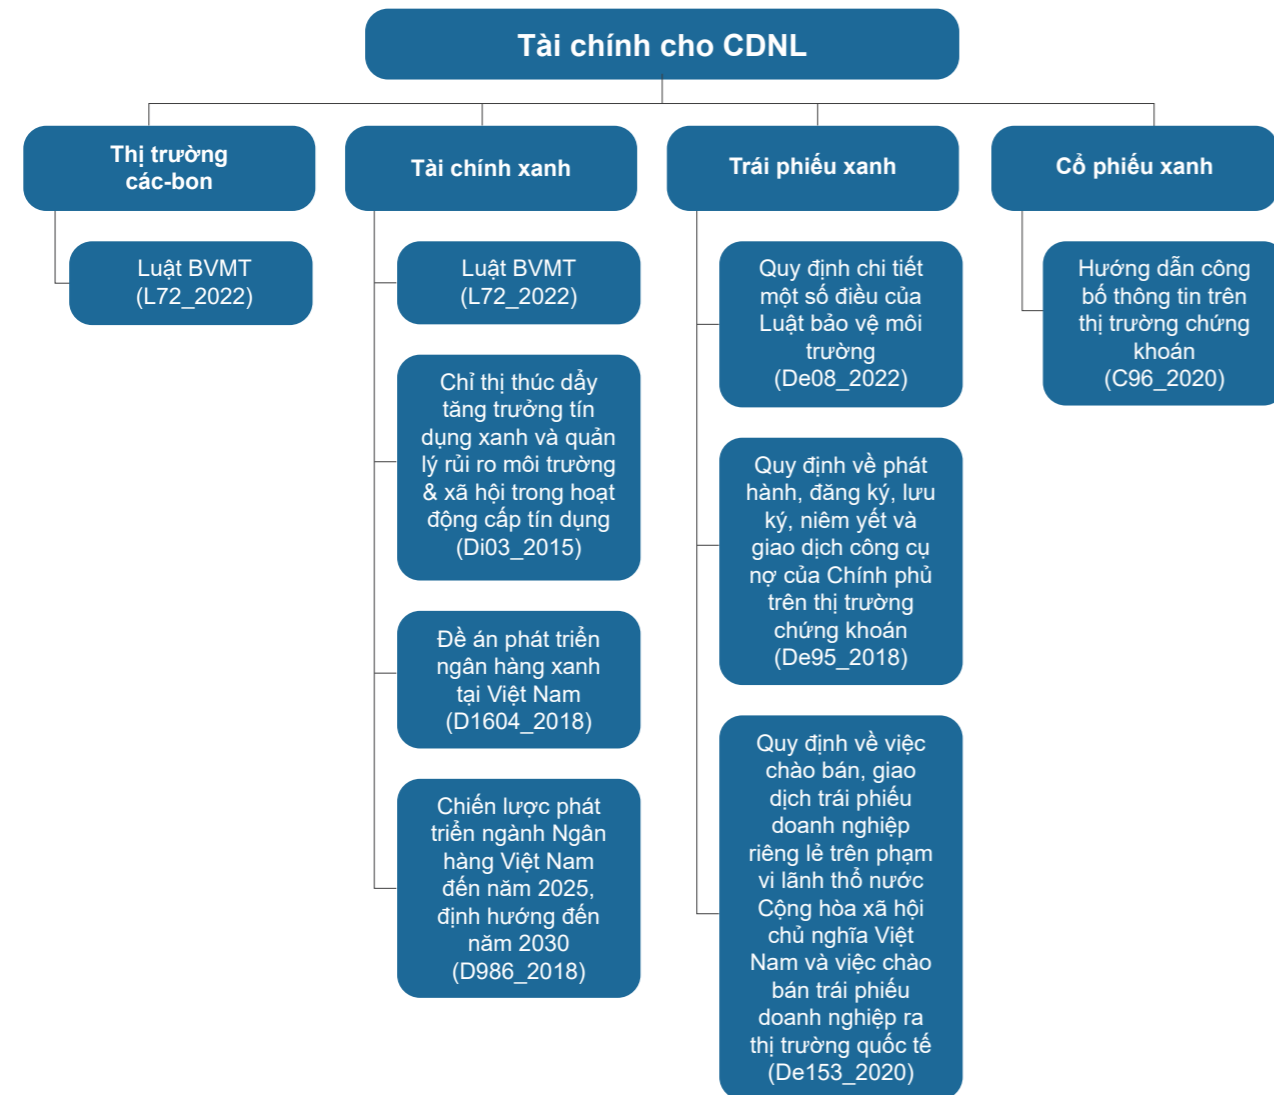 Tài chính cho CDNL
Thị trường
các-bon
Luật BVMT
(L72_2022)
Tài chính xanh
Luật BVMT
(L72_2022)
Chỉ thị thúc dẩy
tăng trưởng tín
dụng xanh và quản
lý rủi ro môi trường
& xã hội trong hoạt
động cấp tín dụng
(Di03_2015)
Đề án phát triển
ngân hàng xanh
tại Việt Nam
(D1604_2018)
Chiến lược phát
triển ngành Ngân
hàng Việt Nam
đến năm 2025,
định hướng đến
năm 2030
(D986_2018)
Trái phiếu xanh
Quy định chi tiết
một số điều của
Luật bảo vệ môi
trường
(De08_2022)
Quy định về phát
hành, đăng ký, lưu
ký, niêm yết và
giao dịch công cụ
nợ của Chính phủ
trên thị trường
chứng khoán
(De95_2018)
Quy định về việc
chào bán, giao
dịch trái phiếu
doanh nghiệp
riêng lẻ trên phạm
vi lãnh thổ nước
Cộng hòa xã hội
chủ nghĩa Việt
Nam và việc chào
bán trái phiếu
doanh nghiệp ra
thị trường quốc tế
(De153_2020)
Cổ phiếu xanh
Hướng dẫn công
bố thông tin trên
thị trường chứng
khoán
(C96_2020)